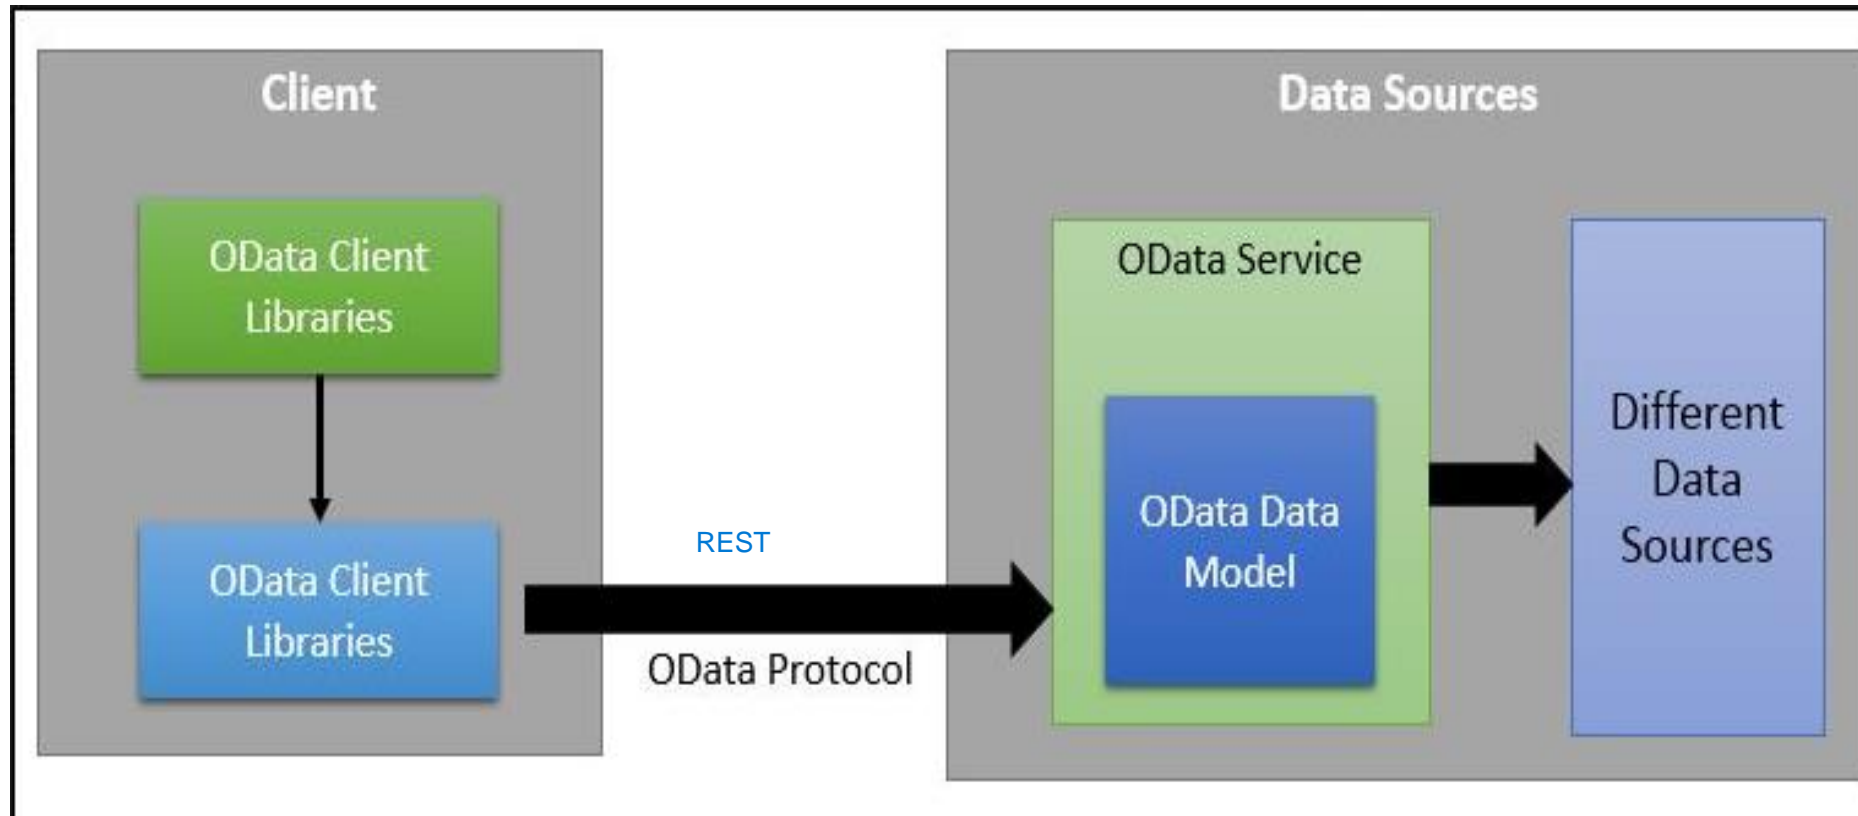 Client
OData Client
Libraries
OData Client
Libraries
REST
OData Protocol
Data Sources
OData Service
OData Data
Model
Different
Data
Sources